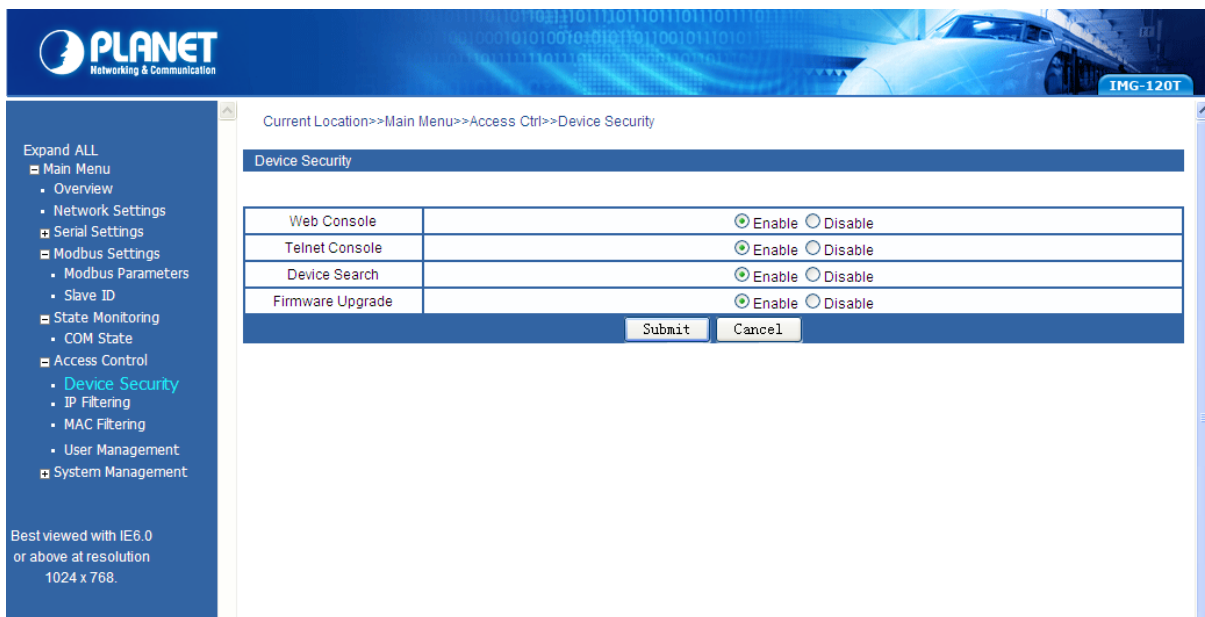 PLANET
Networking & Communication
IMG-120T
Expand ALL
Main Menu
Overview
Network Settings
Serial Settings
Modbus Settings
Modbus Parameters
Slave ID
State Monitoring
COM State
Access Control
Device Security
IP Filtering
MAC Filtering
User Management
System Management
Best viewed with IE6.0
or above at resolution
1024 x 768.
Current Location>>Main Menu>>Access Ctrl>>Device Security
Device Security
Web Console Enable Disable
Telnet Console Enable Disable
Device Search Enable Disable
Firmware Upgrade Enable Disable
Submit Cancel